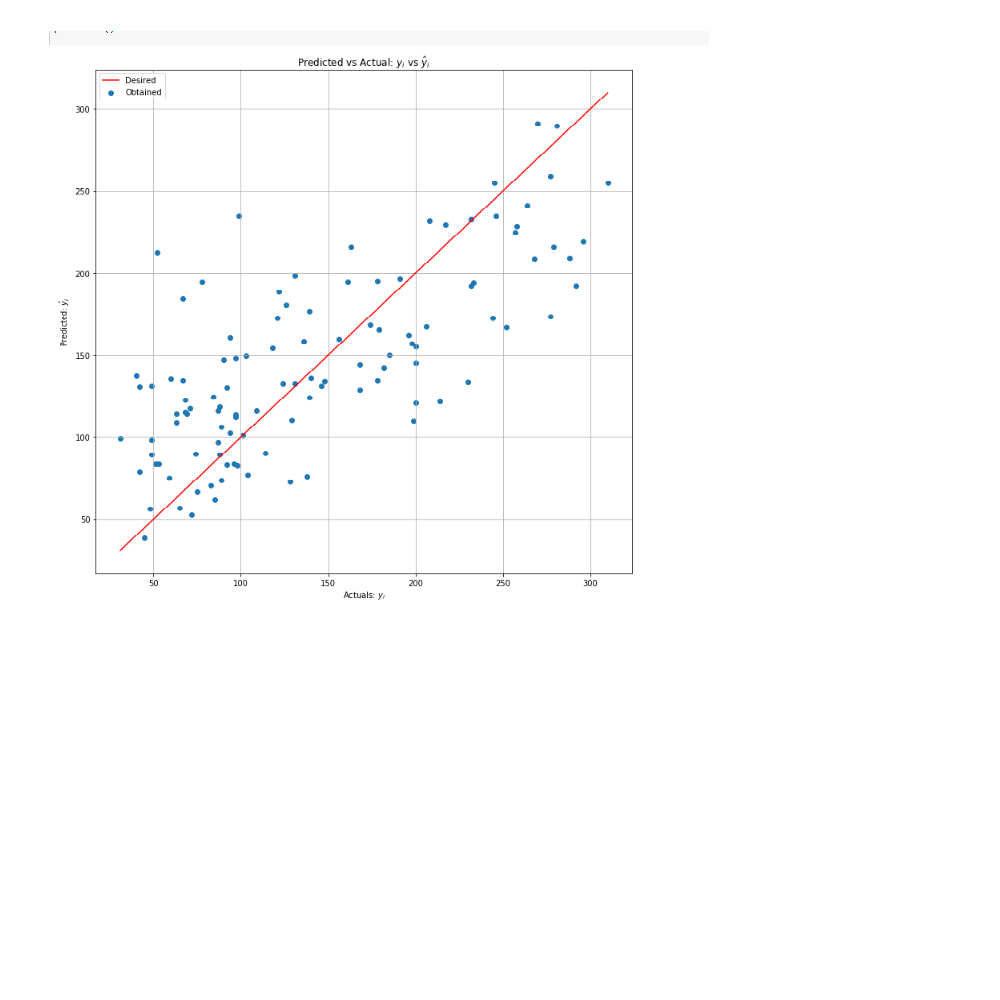 Predicted vs Actual: yᵢ vs ŷᵢ
Desired
Obtained
300
250
200
150
100
50
Predicted: ŷᵢ
50 100 150 200 250 300
Actuals: yᵢ